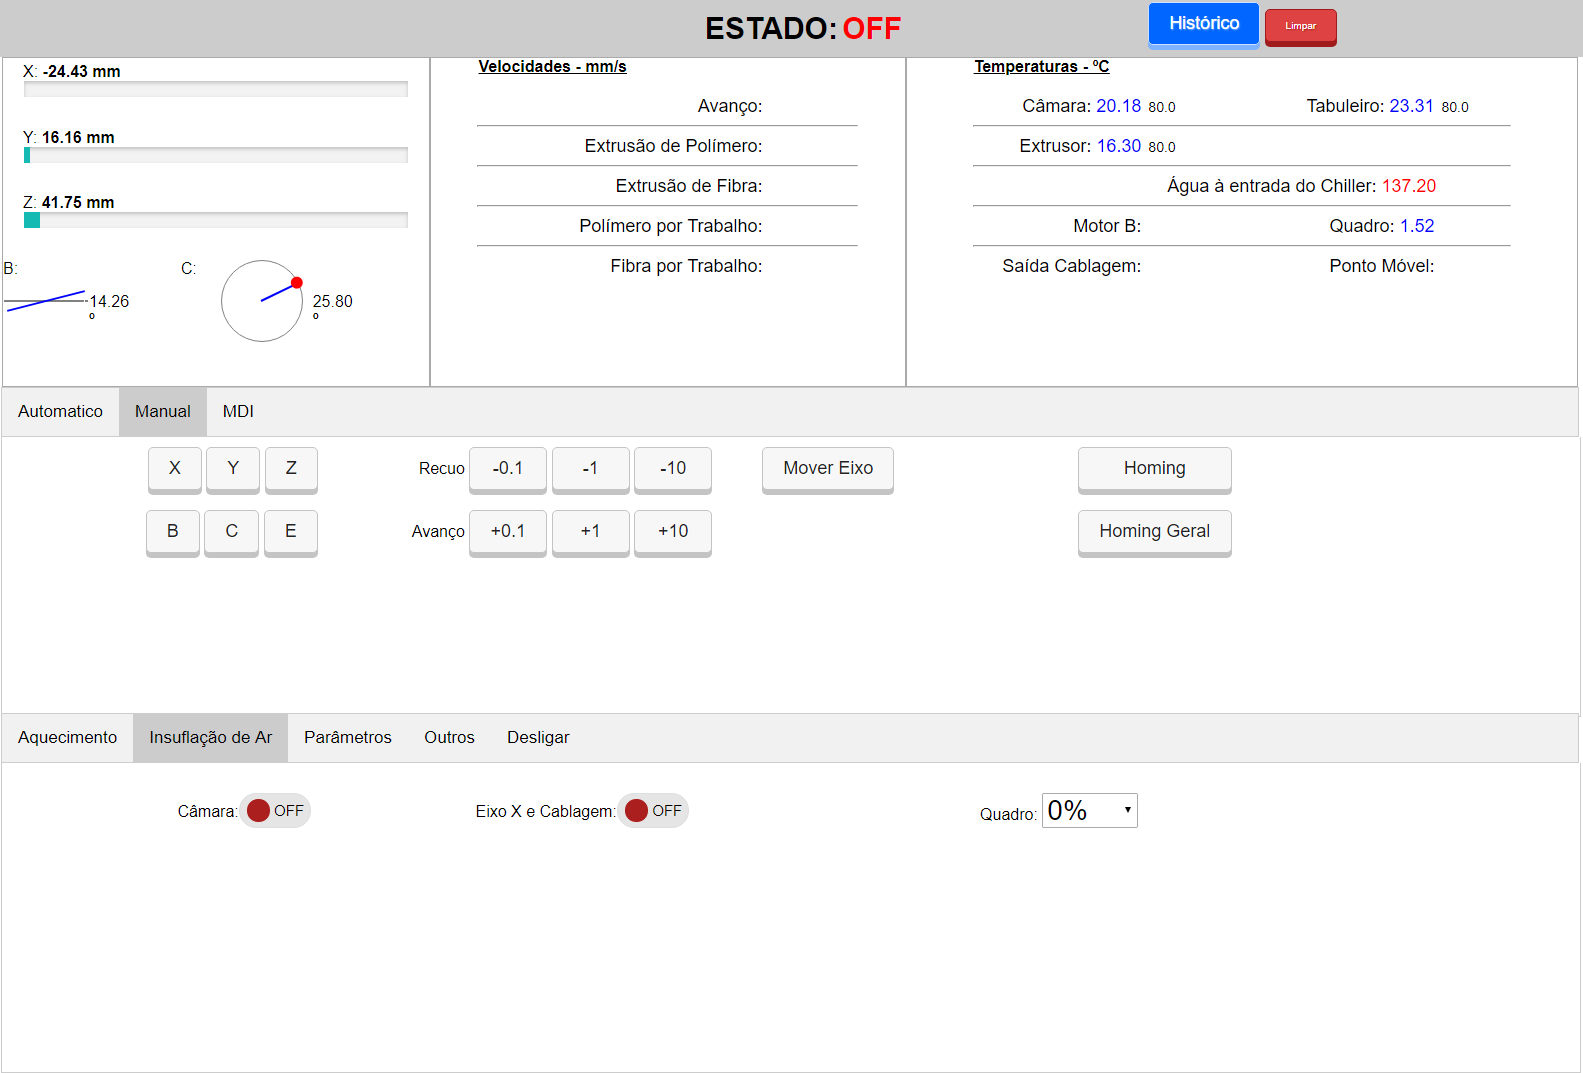 ESTADO: OFF
Histórico
Limpar
X: -24.43 mm
Y: 16.16 mm
Z: 41.75 mm
B:
14.26
º
C:
25.80
º
Velocidades - mm/s
Avanço:
Extrusão de Polímero:
Extrusão de Fibra:
Polímero por Trabalho:
Fibra por Trabalho:
Temperaturas - ºC
Câmara: 20.18 80.0 Tabuleiro: 23.31 80.0
Extrusor: 16.30 80.0
Água à entrada do Chiller: 137.20
Motor B: Quadro: 1.52
Saída Cablagem: Ponto Móvel:
Automatico Manual MDI
X Y Z Recuo -0.1 -1 -10 Mover Eixo Homing
B C E Avanço +0.1 +1 +10 Homing Geral
Aquecimento Insuflação de Ar Parâmetros Outros Desligar
Câmara: OFF Eixo X e Cablagem: OFF Quadro: 0%